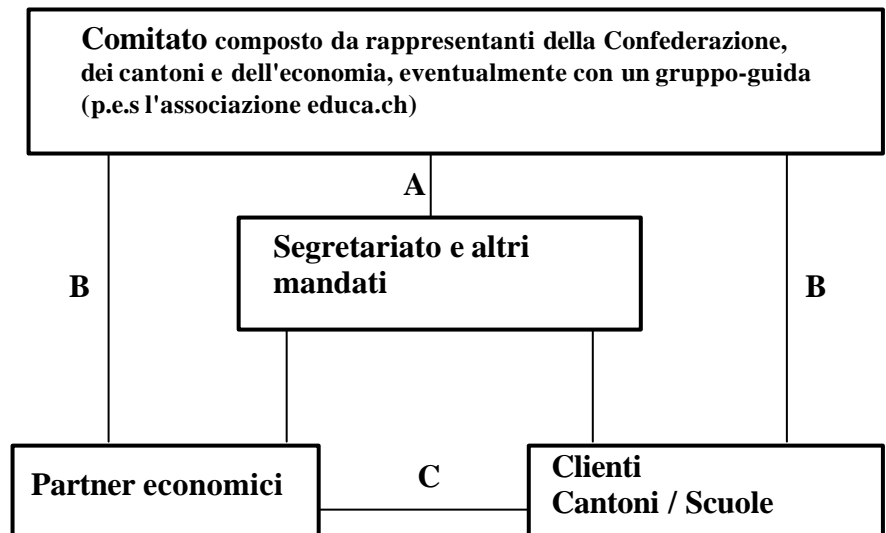 Comitato composto da rappresentanti della Confederazione,
dei cantoni e dell'economia, eventualmente con un gruppo-guida
(p.e.s l'associazione educa.ch)
A
Segretariato e altri
mandati
B
B
Partner economici
C
Clienti
Cantoni / Scuole